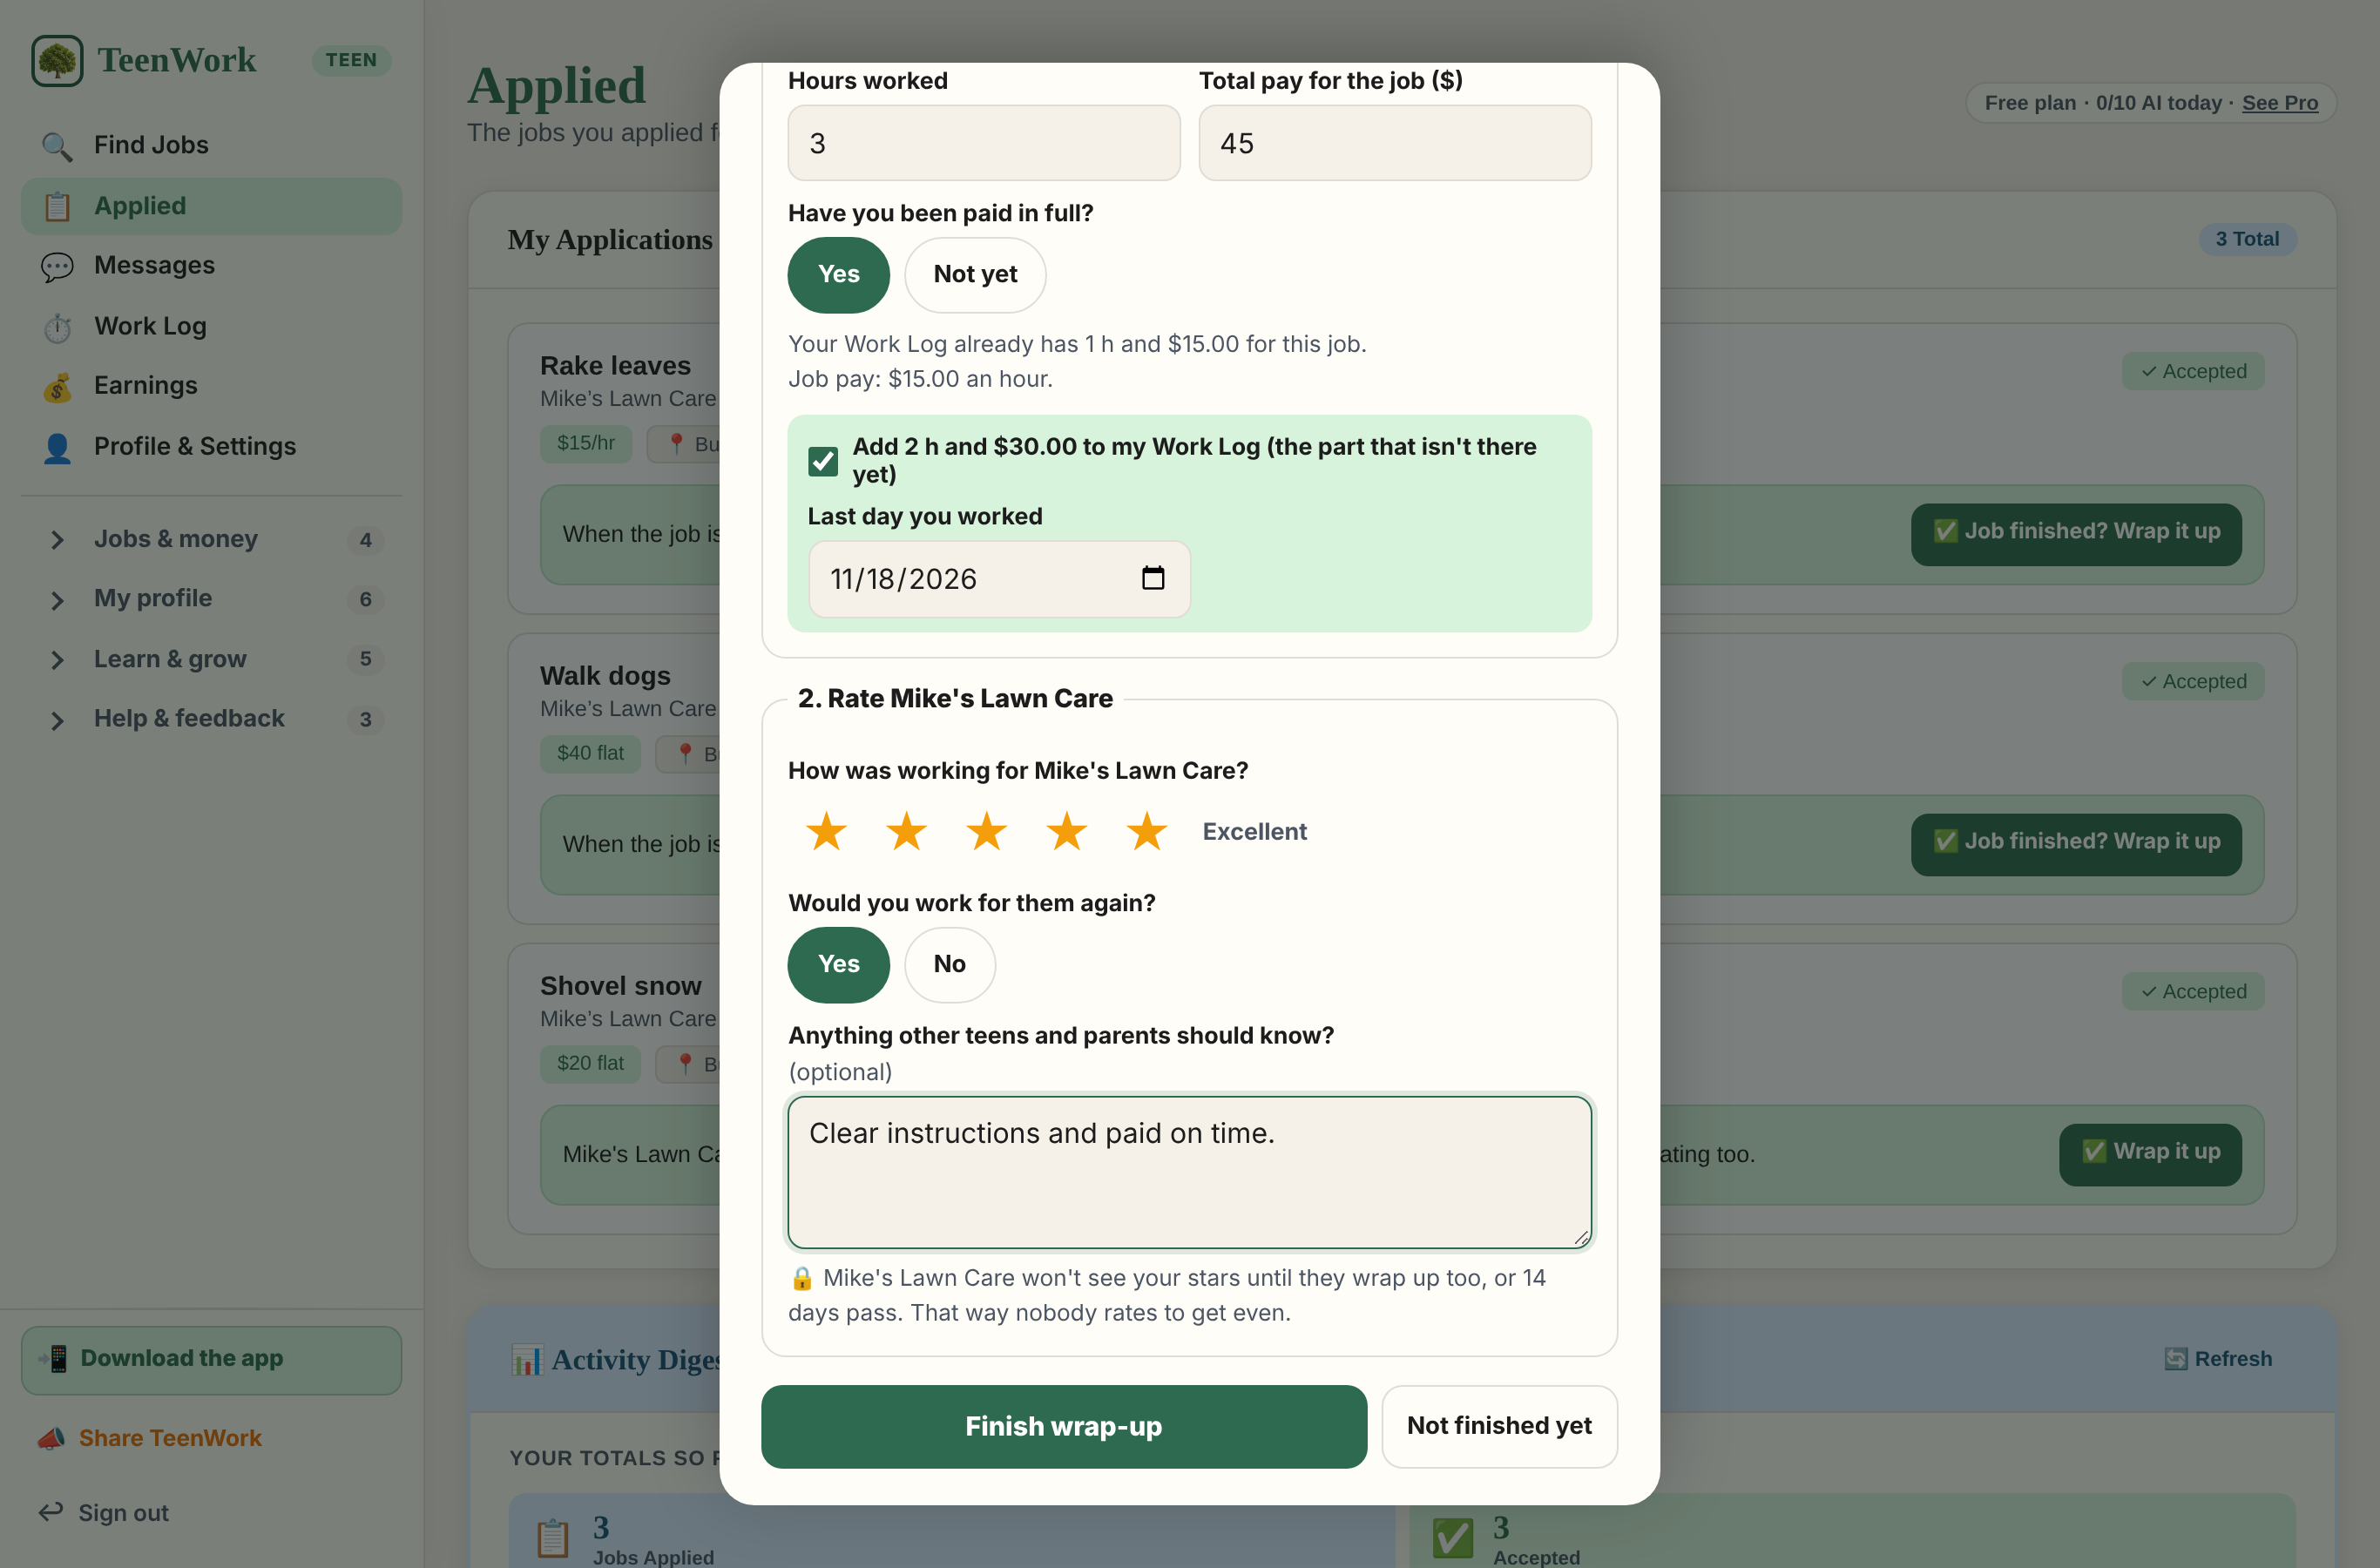 TeenWork
TEEN
Find Jobs
Applied
Messages
Work Log
Earnings
Profile & Settings
Jobs & money 4
My profile 6
Learn & grow 5
Help & feedback 3
Download the app
Share TeenWork
Sign out
Applied
The jobs you applied
Free plan · 0/10 AI today · See Pro
My Applications
3 Total
Rake leaves
Mike's Lawn Care
$15/hr
✓ Accepted
When the job is
Job finished? Wrap it up
Walk dogs
Mike's Lawn Care
$40 flat
✓ Accepted
When the job is
Job finished? Wrap it up
Shovel snow
Mike's Lawn Care
$20 flat
✓ Accepted
Mike's Lawn
ating too.
Wrap it up
Activity
Refresh
YOUR TOTALS SO
3
Jobs Applied
3
Accepted
Hours worked
Total pay for the job ($)
3
45
Have you been paid in full?
Yes
Not yet
Your Work Log already has 1 h and $15.00 for this job.
Job pay: $15.00 an hour.
Add 2 h and $30.00 to my Work Log (the part that isn't there
yet)
Last day you worked
11/18/2026
2. Rate Mike's Lawn Care
How was working for Mike's Lawn Care?
Excellent
Would you work for them again?
Yes
No
Anything other teens and parents should know?
(optional)
Clear instructions and paid on time.
Mike's Lawn Care won't see your stars until they wrap up too, or 14
days pass. That way nobody rates to get even.
Finish wrap-up
Not finished yet